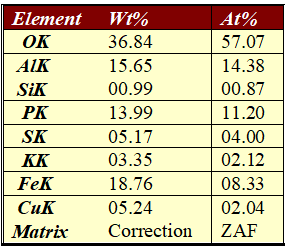 Element Wt% At%
OK 36.84 57.07
AlK 15.65 14.38
SiK 00.99 00.87
PK 13.99 11.20
SK 05.17 04.00
KK 03.35 02.12
FeK 18.76 08.33
CuK 05.24 02.04
Matrix Correction ZAF